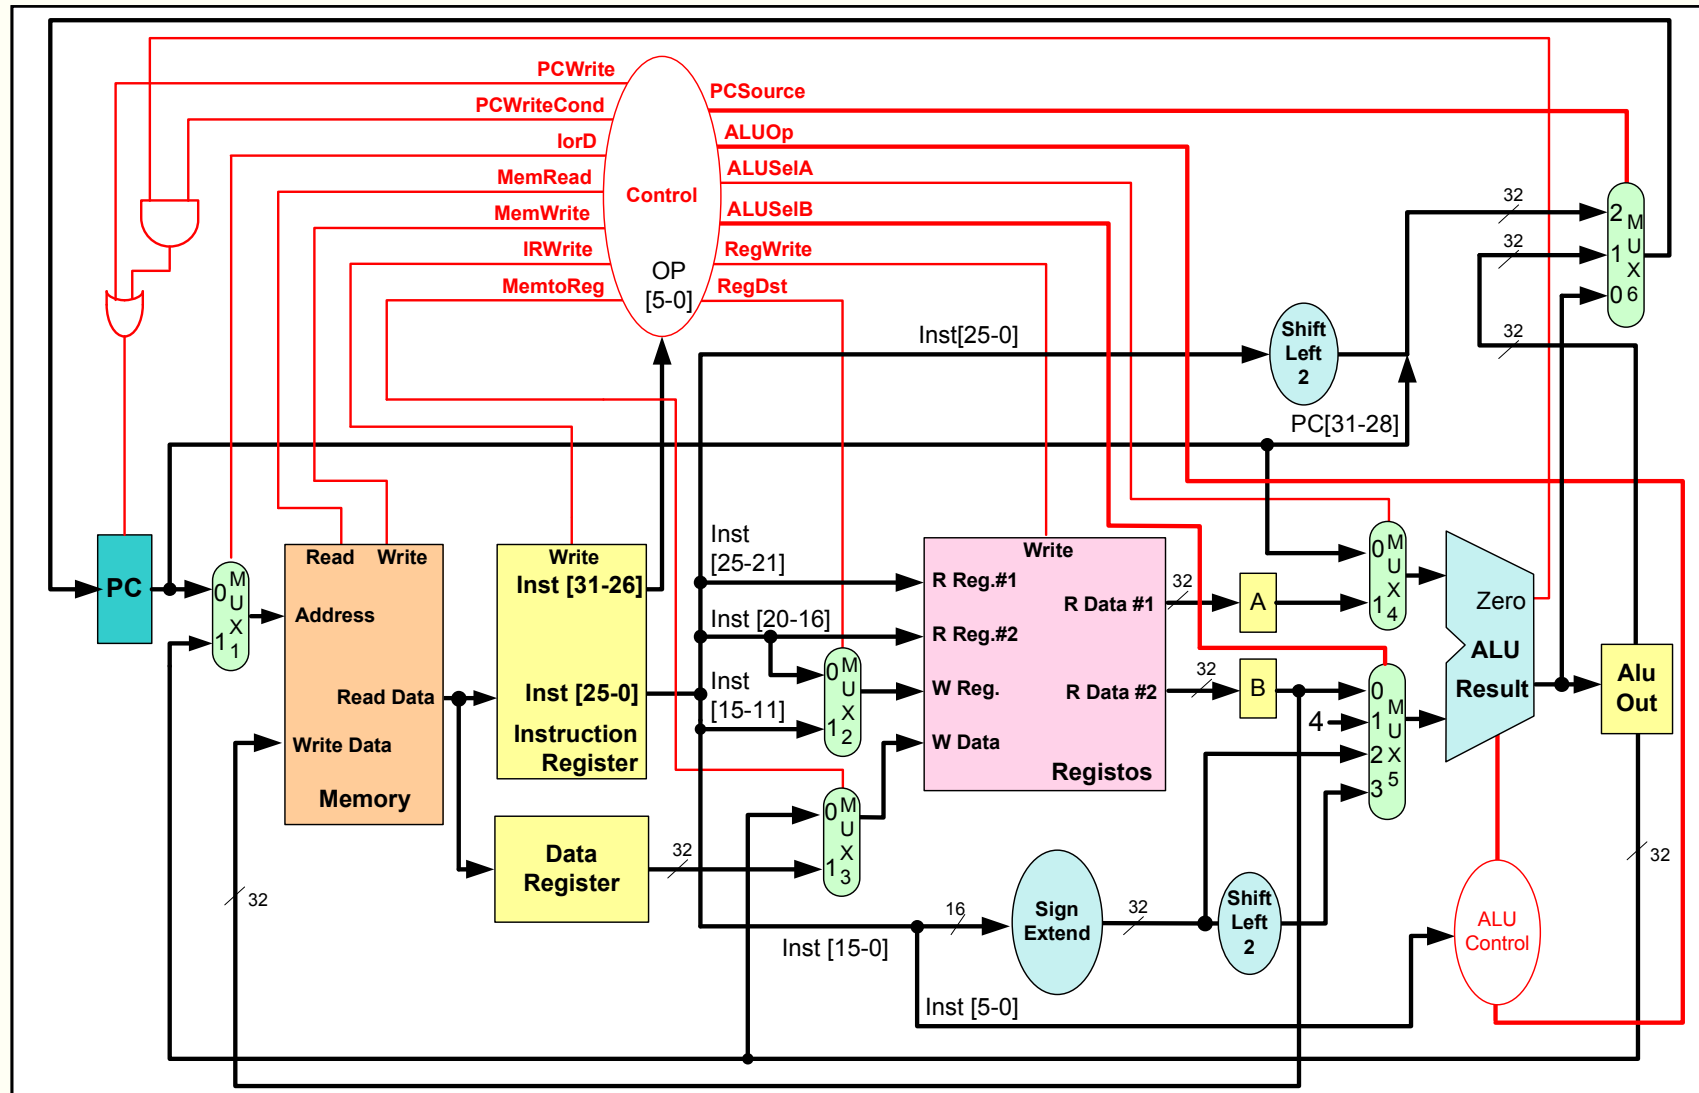 PCWrite
PCWriteCond
IorD
MemRead
MemWrite
IRWrite
MemtoReg
Control
OP
[5-0]
PCSource
ALUOp
ALUSelA
ALUSelB
RegWrite
RegDst
32
32
32
2
1
0
M
U
X
6
Inst[25-0]
Shift
Left
2
PC[31-28]
PC
0
1
M
U
X
1
Read
Write
Address
Read Data
Write Data
Memory
Write
Inst [31-26]
Inst [25-0]
Instruction
Register
Data
Register
32
Inst
[25-21]
Inst [20-16]
Inst
[15-11]
0
1
M
U
X
2
0
1
M
U
X
3
Write
R Reg.#1
R Reg.#2
W Reg.
W Data
R Data #1
R Data #2
Registos
32
32
A
B
4
0
1
M
U
X
4
0
1
2
3
M
U
X
5
Zero
ALU
Result
Alu
Out
32
32
Inst [15-0]
16
Sign
Extend
32
Shift
Left
2
Inst [5-0]
ALU
Control